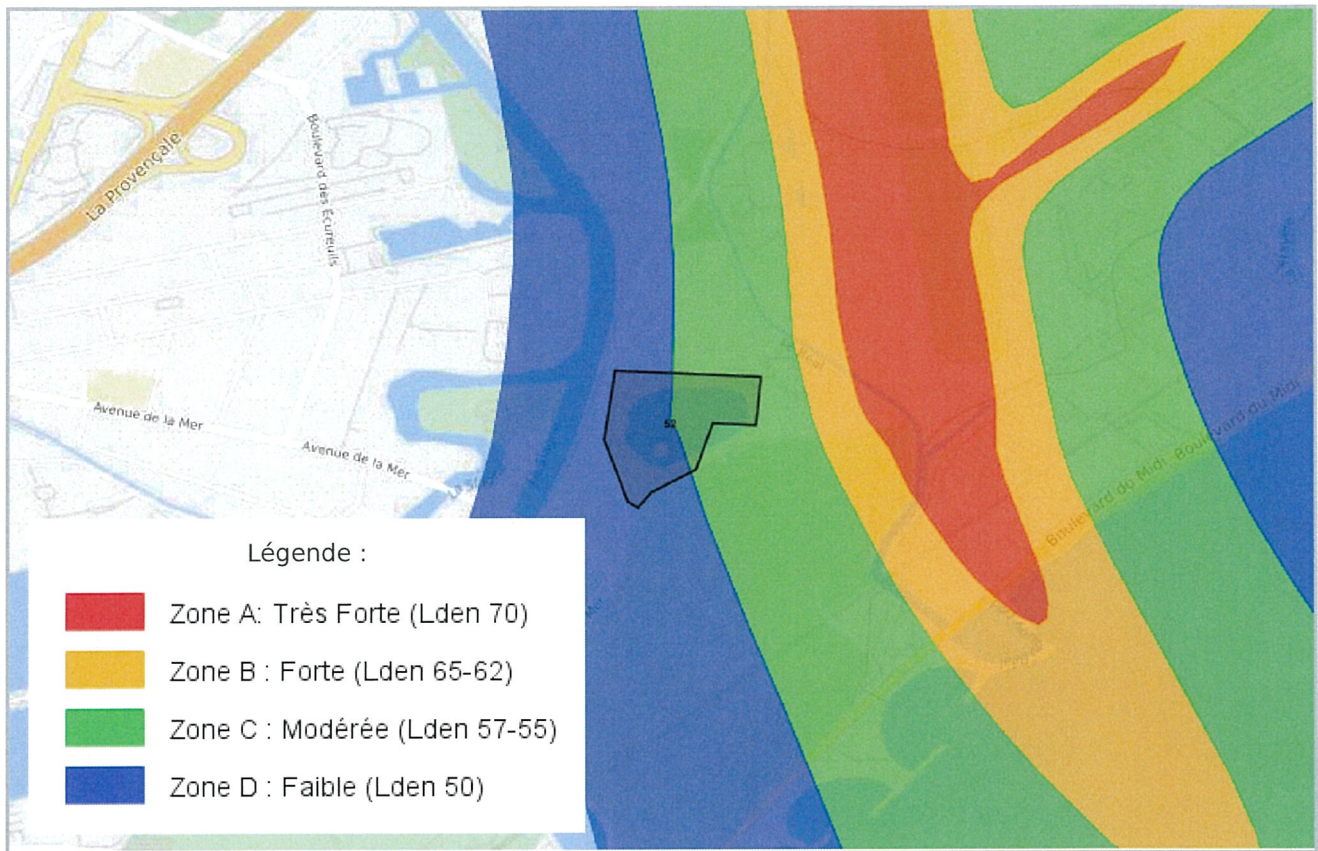 La Provençale
Boulevard des Écureuils
Avenue de la Mer
Avenue de la Mer
52
Boulevard du Midi
Boulevard du Midi
Légende :
Zone A: Très Forte (Lden 70)
Zone B : Forte (Lden 65-62)
Zone C : Modérée (Lden 57-55)
Zone D : Faible (Lden 50)